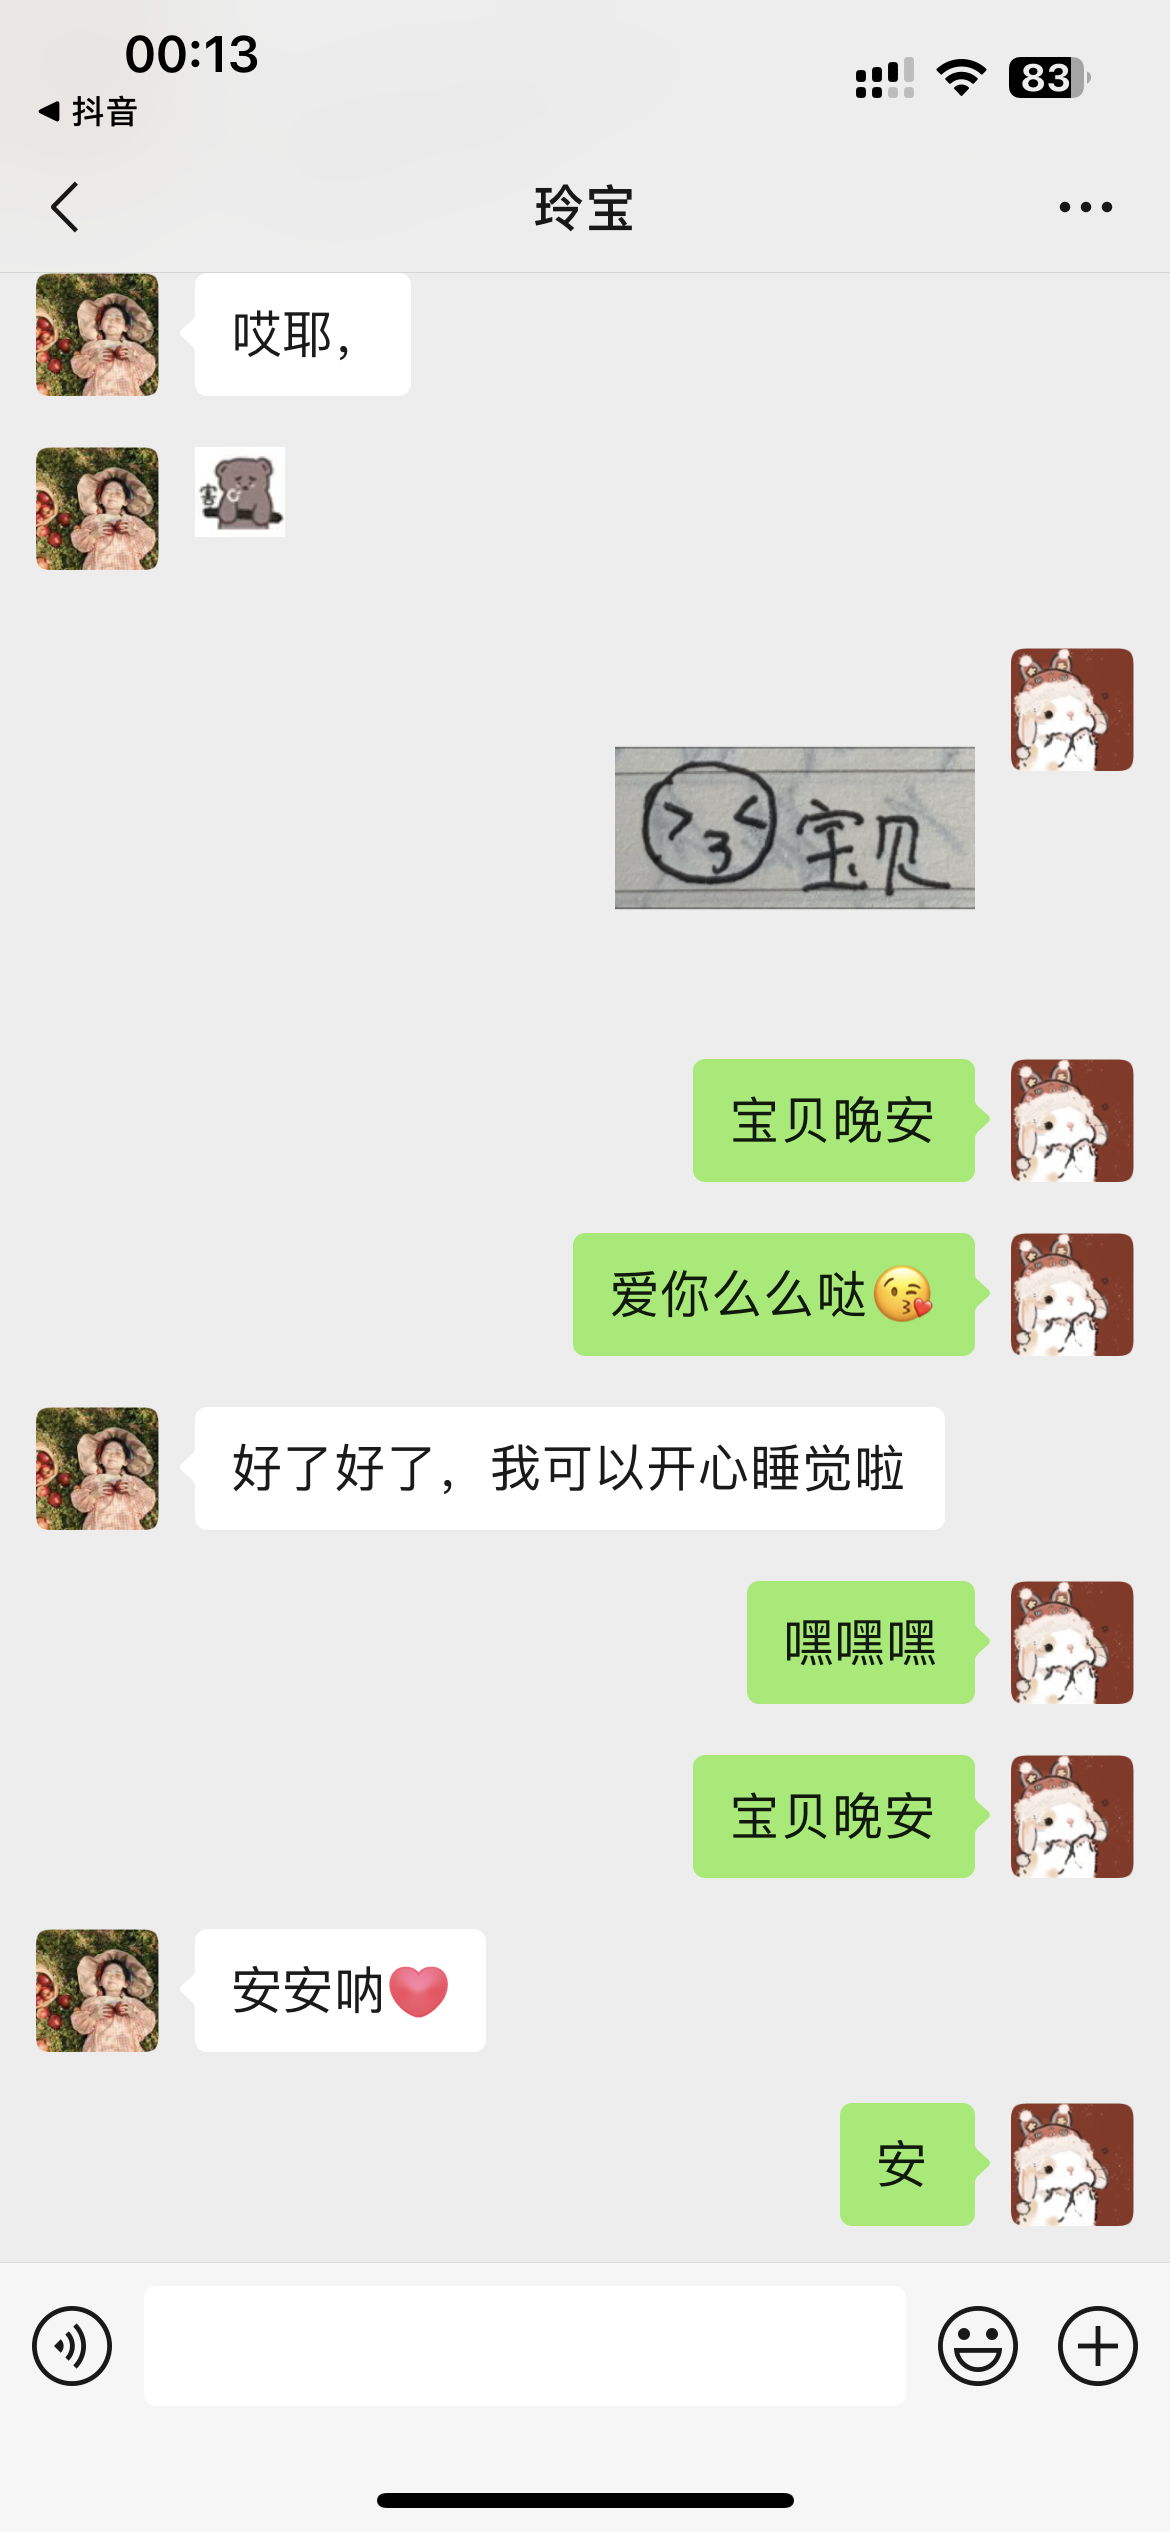 00:13
抖音
83
玲宝
哎耶，
害
宝贝
宝贝晚安
爱你么么哒😘
好了好了，我可以开心睡觉啦
嘿嘿嘿
宝贝晚安
安安呐❤️
安